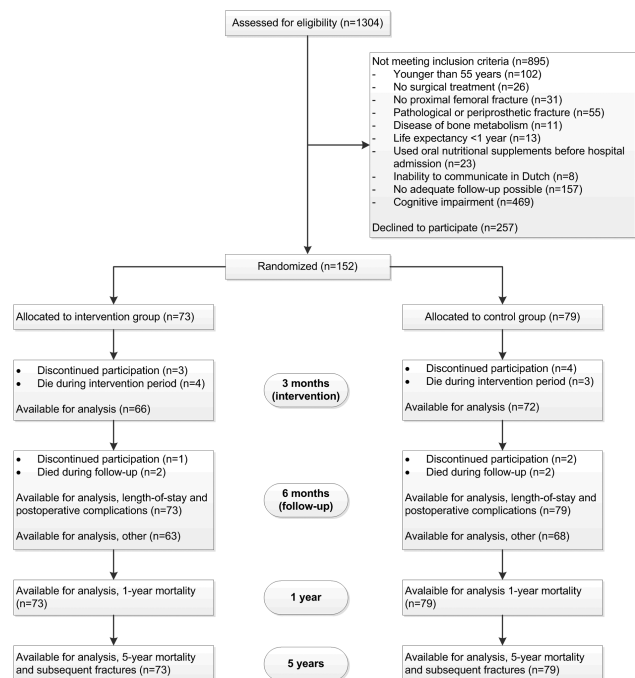 Assessed for eligibility (n=1304)
Not meeting inclusion criteria (n=895)
- Younger than 55 years (n=102)
- No surgical treatment (n=26)
- No proximal femoral fracture (n=31)
- Pathological or periprosthetic fracture (n=55)
- Disease of bone metabolism (n=11)
- Life expectancy <1 year (n=13)
- Used oral nutritional supplements before hospital
admission (n=23)
- Inability to communicate in Dutch (n=8)
- No adequate follow-up possible (n=157)
- Cognitive impairment (n=469)
Declined to participate (n=257)
Randomized (n=152)
Allocated to intervention group (n=73)
Allocated to control group (n=79)
• Discontinued participation (n=3)
• Die during intervention period (n=4)
Available for analysis (n=66)
3 months
(intervention)
• Discontinued participation (n=4)
• Die during intervention period (n=3)
Available for analysis (n=72)
• Discontinued participation (n=1)
• Died during follow-up (n=2)
Available for analysis, length-of-stay and
postoperative complications (n=73)
Available for analysis, other (n=63)
6 months
(follow-up)
• Discontinued participation (n=2)
• Died during follow-up (n=2)
Available for analysis, length-of-stay and
postoperative complications (n=79)
Available for analysis, other (n=68)
Available for analysis, 1-year mortality
(n=73)
1 year
Avalaible for analysis 1-year mortality
(n=79)
Available for analysis, 5-year mortality
and subsequent fractures (n=73)
5 years
Available for analysis, 5-year mortality
and subsequent fractures (n=79)